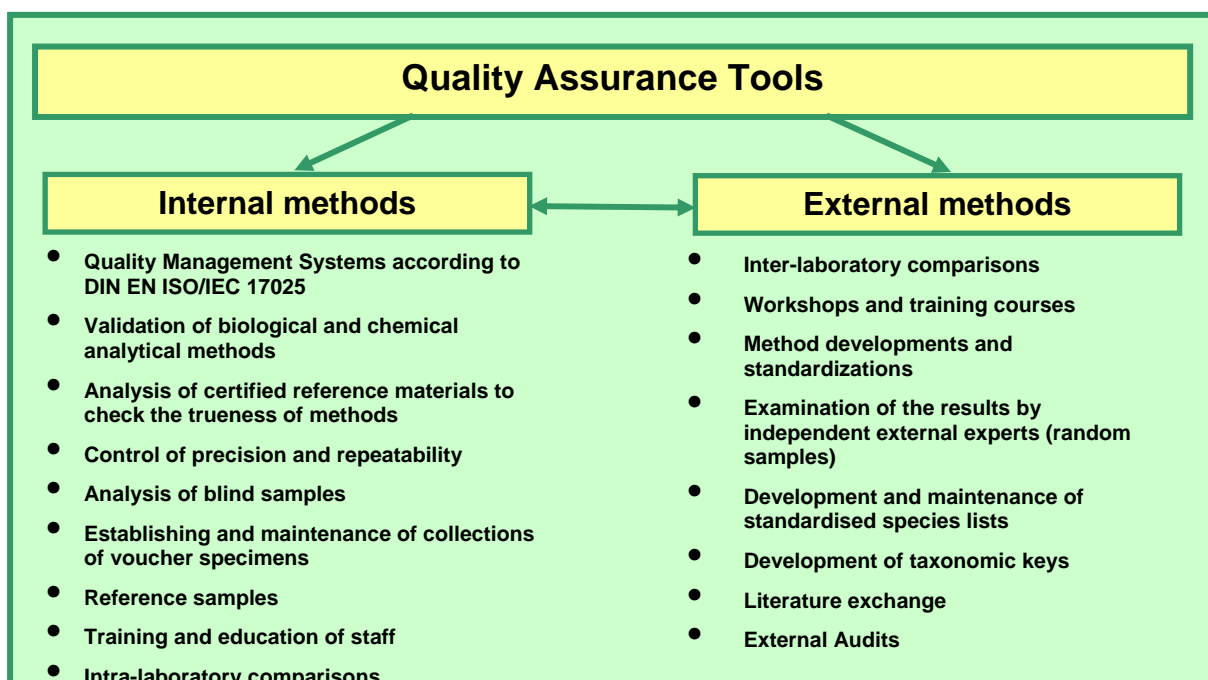 Quality Assurance Tools
Internal methods
• Quality Management Systems according to
DIN EN ISO/IEC 17025
• Validation of biological and chemical
analytical methods
• Analysis of certified reference materials to
check the trueness of methods
• Control of precision and repeatability
• Analysis of blind samples
• Establishing and maintenance of collections
of voucher specimens
• Reference samples
• Training and education of staff
• Intra-laboratory comparisons
External methods
• Inter-laboratory comparisons
• Workshops and training courses
• Method developments and
standardizations
• Examination of the results by
independent external experts (random
samples)
• Development and maintenance of
standardised species lists
• Development of taxonomic keys
• Literature exchange
• External Audits